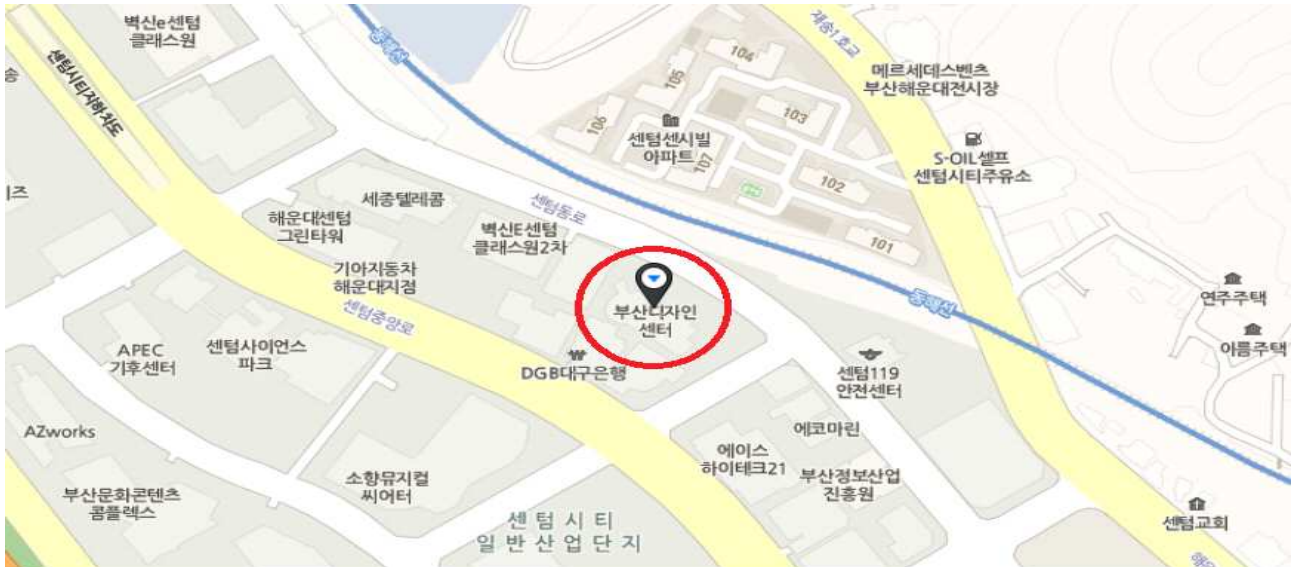 벽신e센텀
클래스원
센텀시티지하차도
송
동해선
104
105
106
103
센텀센시빌
아파트
107
102
101
재송1호교
메르세데스벤츠
부산해운대전시장
S-OIL셀프
센텀시티주유소
즈
세종텔레콤
해운대센텀
그린타워
센텀동로
벽산E센텀
클래스원2차
기아자동차
해운대지점
센텀중앙로
부산디자인
센터
동해선
연주주택
아름주택
APEC
기후센터
센텀사이언스
파크
DGB대구은행
센텀119
안전센터
AZworks
에코마린
에이스
하이테크21
부산정보산업
진흥원
소향뮤지컬
씨어터
부산문화콘텐츠
콤플렉스
센텀시티
일반산업단지
센텀교회